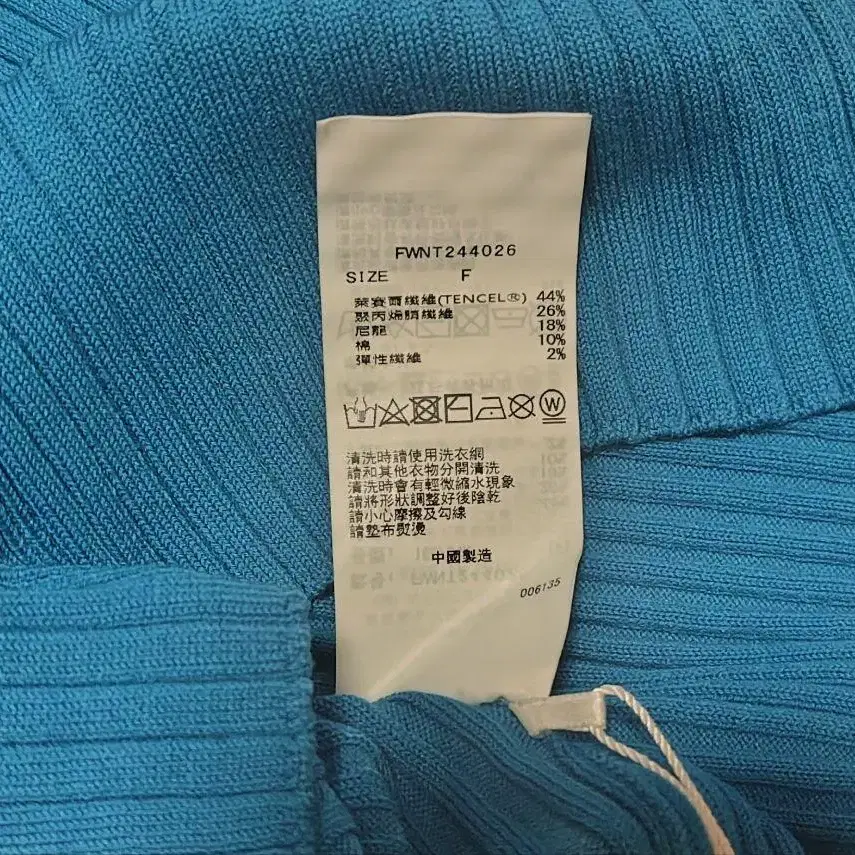 FWNT244026
SIZE F
萊賽爾纖維(TENCEL®) 44%
聚丙烯腈纖維 26%
尼龍 18%
棉 10%
彈性纖維 2%
W
清洗時請使用洗衣網
請和其他衣物分開清洗
清洗時會有輕微縮水現象
請將形狀調整好後陰乾
請小心摩擦及勾線
請墊布熨燙
中國製造
006135